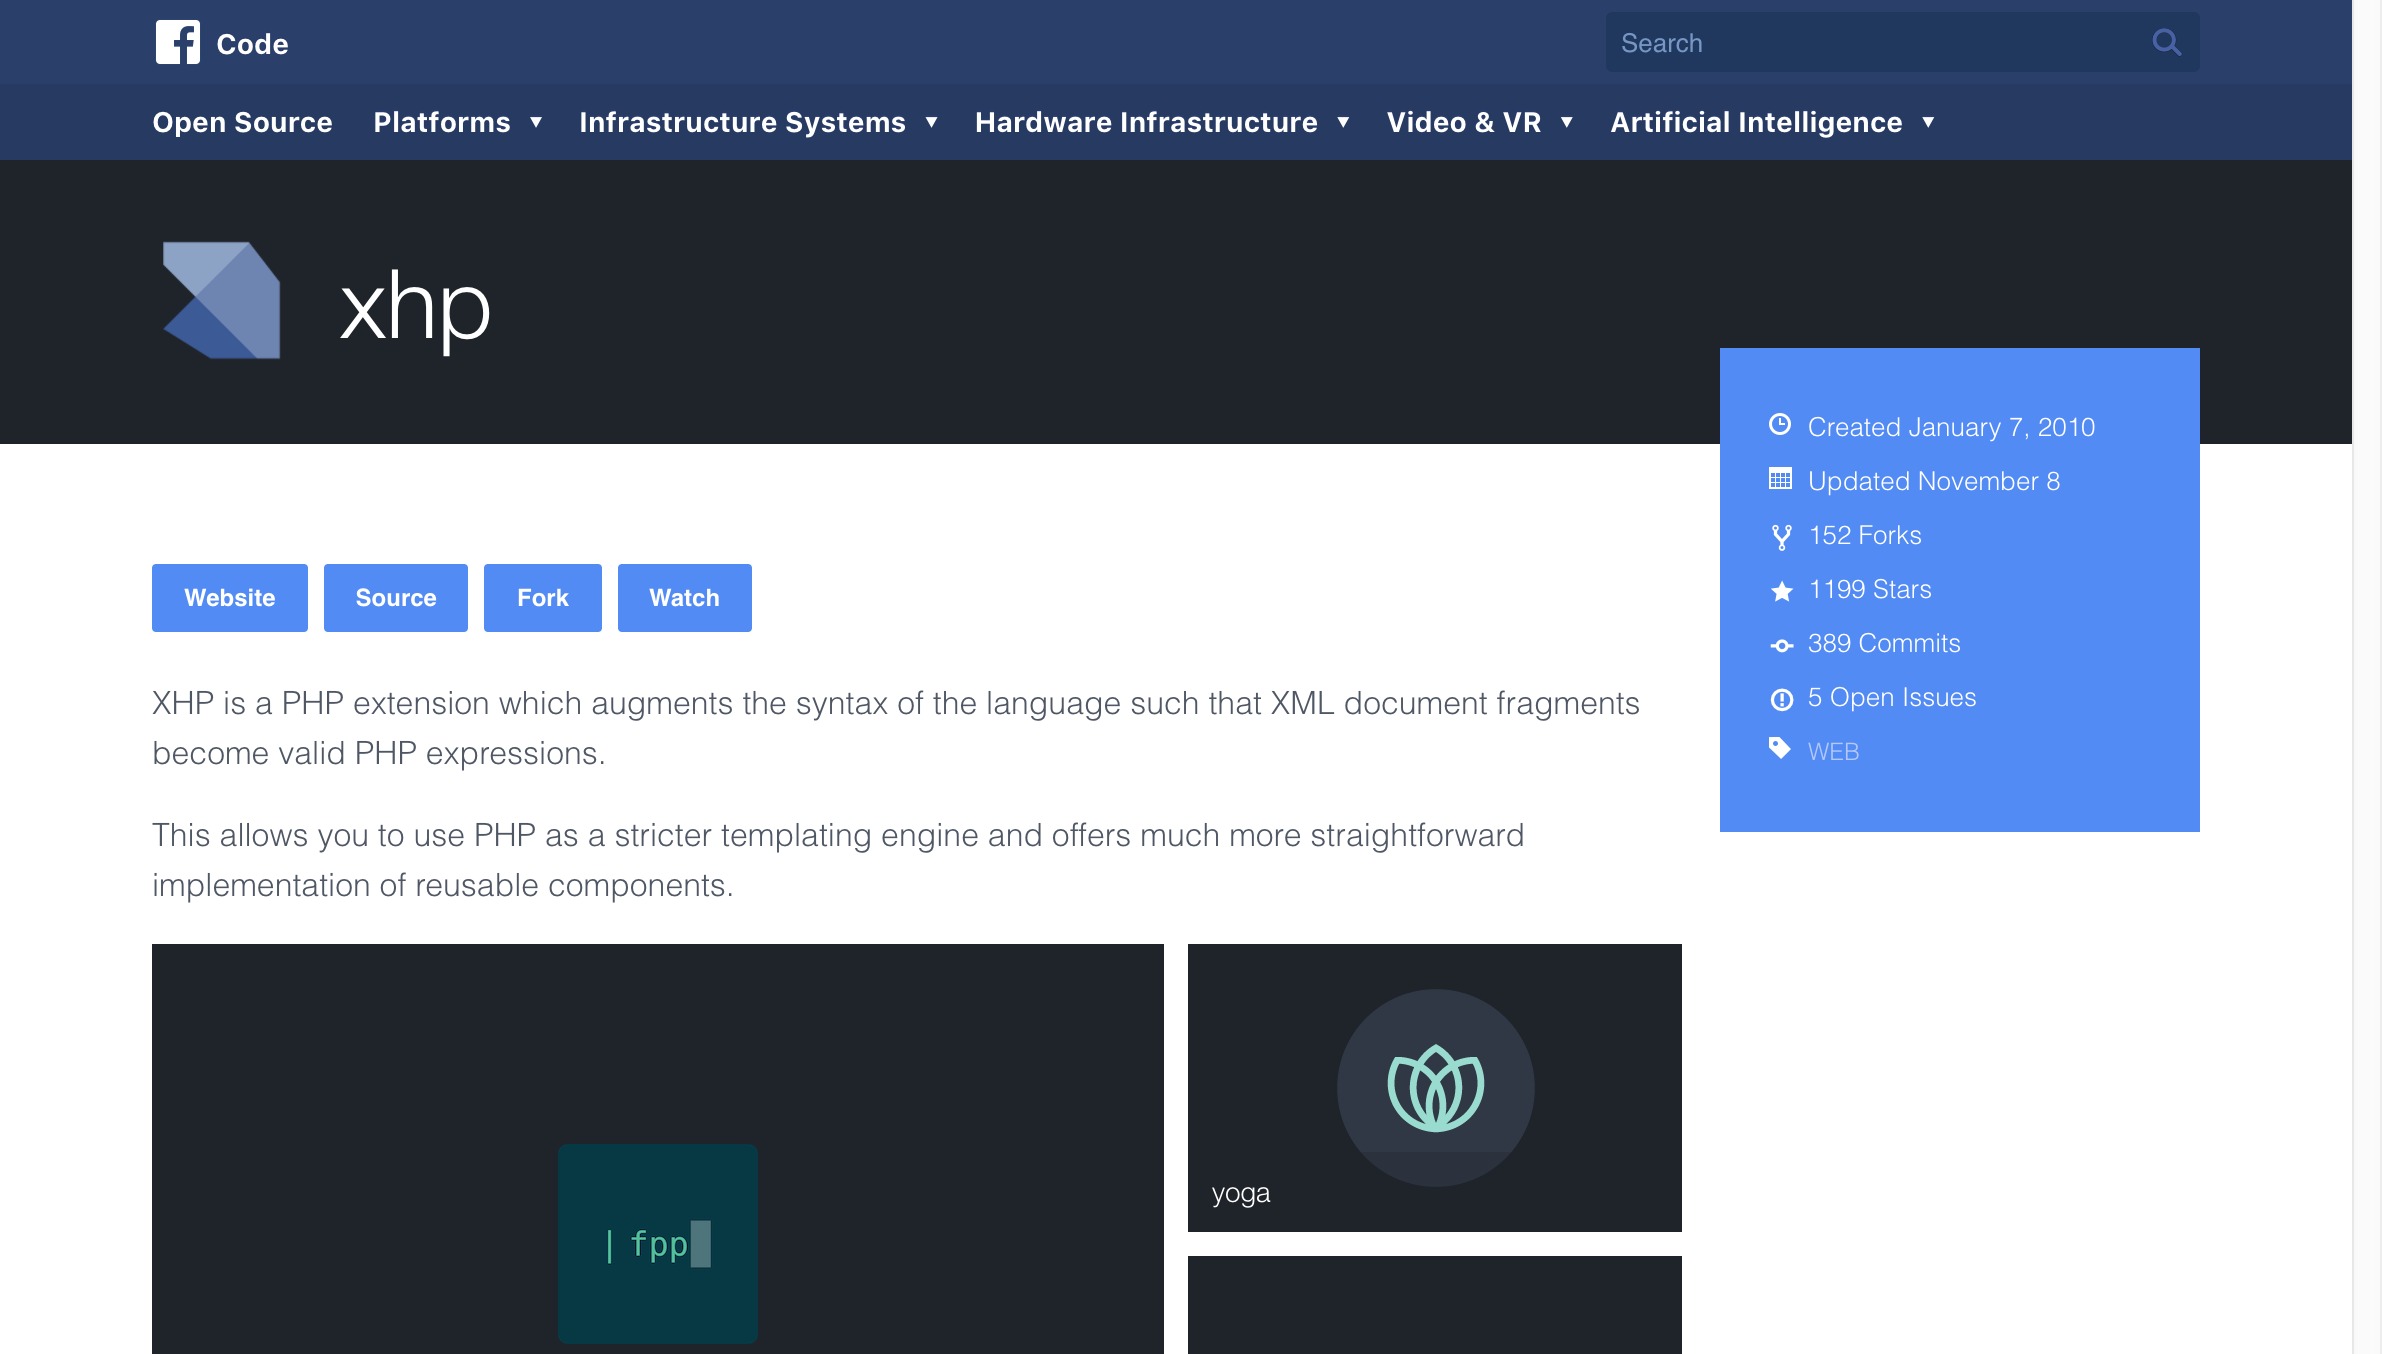 Code
Search
Open Source Platforms ▼ Infrastructure Systems ▼ Hardware Infrastructure ▼ Video & VR ▼ Artificial Intelligence ▼
xhp
Created January 7, 2010
Updated November 8
152 Forks
1199 Stars
389 Commits
5 Open Issues
WEB
Website Source Fork Watch
XHP is a PHP extension which augments the syntax of the language such that XML document fragments
become valid PHP expressions.
This allows you to use PHP as a stricter templating engine and offers much more straightforward
implementation of reusable components.
| fpp
yoga